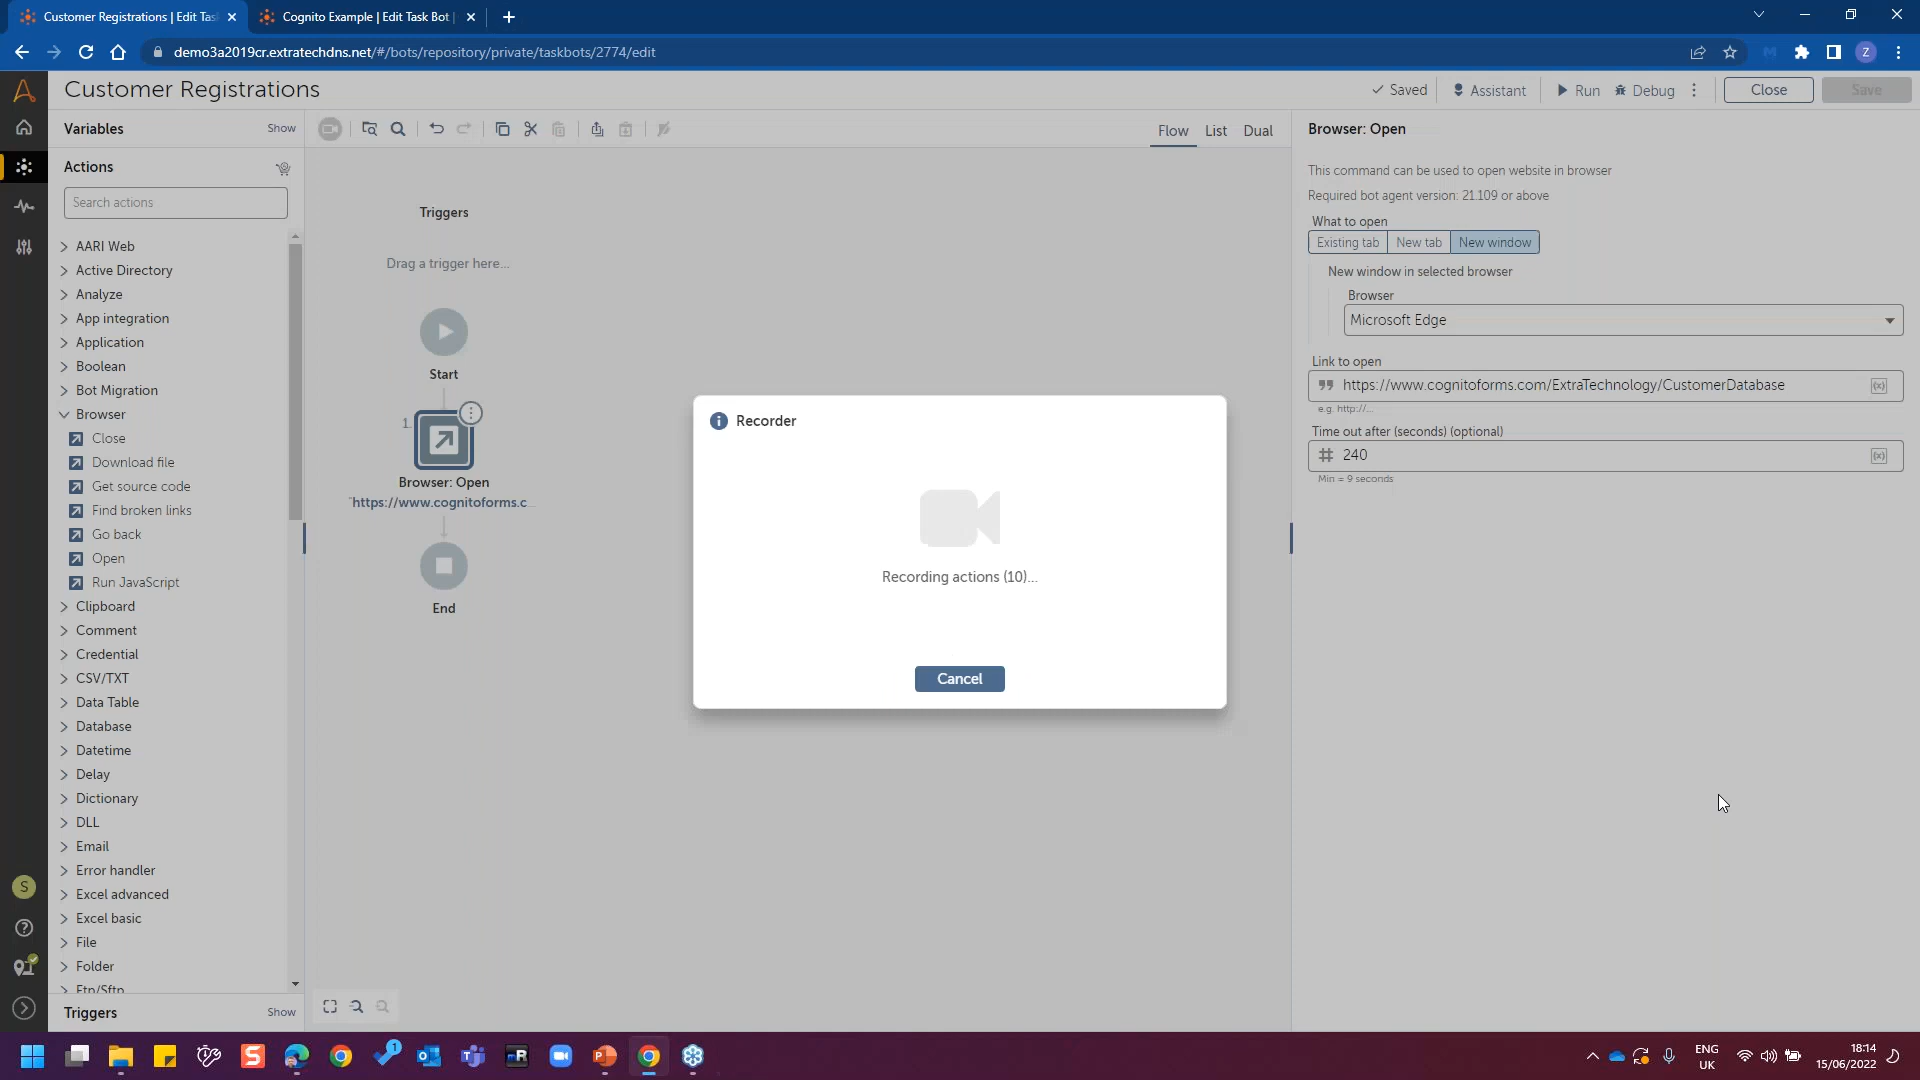 Customer Registrations | Edit Tas
Cognito Example | Edit Task Bot |
demo3a2019cr.extratechdns.net/#/bots/repository/private/taskbots/2774/edit
Z
Customer Registrations
Saved
Assistant
Run
Debug
Close
Save
Variables
Show
Flow
List
Dual
Browser: Open
Actions
Search actions
This command can be used to open website in browser
Required bot agent version: 21.109 or above
What to open
Existing tab
New tab
New window
New window in selected browser
Browser
Microsoft Edge
Link to open
https://www.cognitoforms.com/ExtraTechnology/CustomerDatabase
(x)
e.g. http://...
Time out after (seconds) (optional)
240
(x)
Min = 9 seconds
AARI Web
Active Directory
Analyze
App integration
Application
Boolean
Bot Migration
Browser
Close
Download file
Get source code
Find broken links
Go back
Open
Run JavaScript
Clipboard
Comment
Credential
CSV/TXT
Data Table
Database
Datetime
Delay
Dictionary
DLL
Email
Error handler
Excel advanced
Excel basic
File
Folder
Ftp/Sftp
Triggers
Show
Triggers
Drag a trigger here...
Start
1.
Browser: Open
"https://www.cognitoforms.c...
End
Recorder
Recording actions (10)...
Cancel
S
1
ENG
UK
18:14
15/06/2022